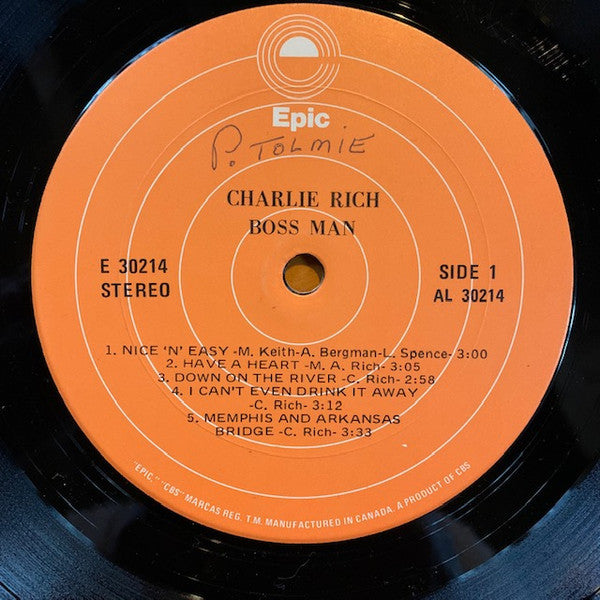 Epic
P. TOLMIE
CHARLIE RICH
BOSS MAN
E 30214
STEREO
SIDE 1
AL 30214
1. NICE 'N' EASY -M. Keith-A. Bergman-L. Spence- 3:00
2. HAVE A HEART -M. A. Rich- 3:05
3. DOWN ON THE RIVER -C. Rich- 2:58
4. I CAN'T EVEN DRINK IT AWAY
-C. Rich- 3:12
5. MEMPHIS AND ARKANSAS
BRIDGE -C. Rich- 3:33
"EPIC," "CBS" MARCAS REG. T.M. MANUFACTURED IN CANADA. A PRODUCT OF CBS